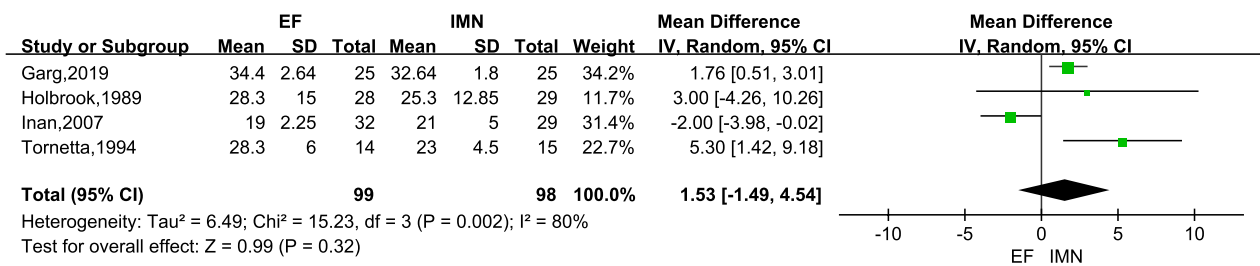 EF IMN Mean Difference Mean Difference
Study or Subgroup Mean SD Total Mean SD Total Weight IV, Random, 95% CI IV, Random, 95% CI
Garg,2019 34.4 2.64 25 32.64 1.8 25 34.2% 1.76 [0.51, 3.01]
Holbrook,1989 28.3 15 28 25.3 12.85 29 11.7% 3.00 [-4.26, 10.26]
Inan,2007 19 2.25 32 21 5 29 31.4% -2.00 [-3.98, -0.02]
Tornetta,1994 28.3 6 14 23 4.5 15 22.7% 5.30 [1.42, 9.18]
Total (95% CI) 99 98 100.0% 1.53 [-1.49, 4.54]
Heterogeneity: Tau² = 6.49; Chi² = 15.23, df = 3 (P = 0.002); I² = 80%
Test for overall effect: Z = 0.99 (P = 0.32)
-10 -5 0 5 10
EF IMN